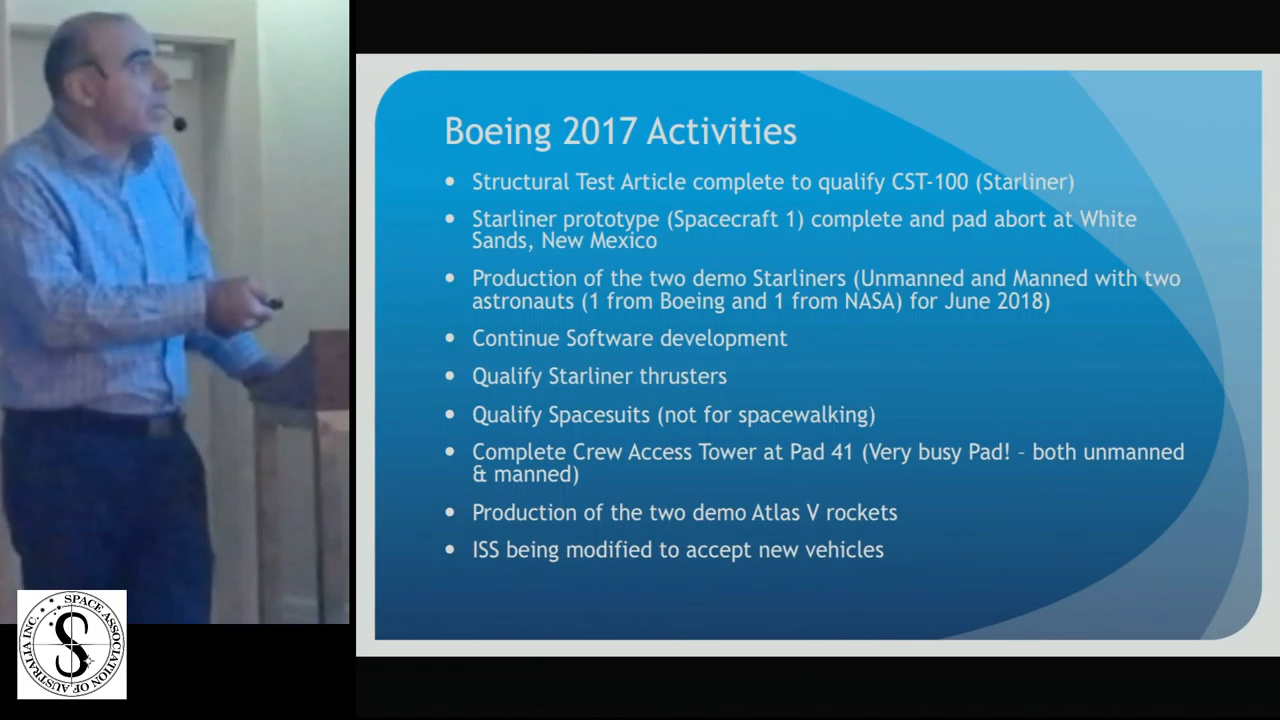 Boeing 2017 Activities
• Structural Test Article complete to qualify CST-100 (Starliner)
• Starliner prototype (Spacecraft 1) complete and pad abort at White
Sands, New Mexico
• Production of the two demo Starliners (Unmanned and Manned with two
astronauts (1 from Boeing and 1 from NASA) for June 2018)
• Continue Software development
• Qualify Starliner thrusters
• Qualify Spacesuits (not for spacewalking)
• Complete Crew Access Tower at Pad 41 (Very busy Pad! – both unmanned
& manned)
• Production of the two demo Atlas V rockets
• ISS being modified to accept new vehicles
SPACE ASSOCIATION OF AUSTRALIA INC.
S